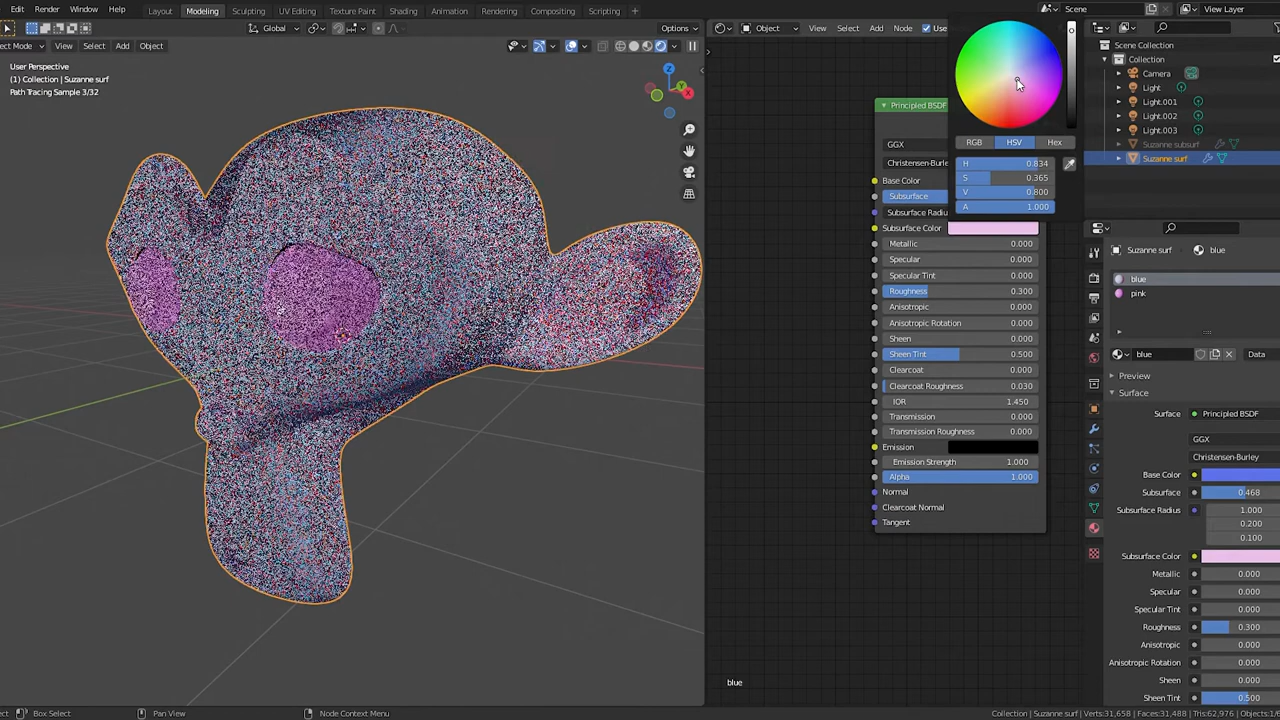 Edit Render Window Help Layout Modeling Sculpting UV Editing Texture Paint Shading Animation Rendering Compositing Scripting + Scene View Layer
Global Options
Object View Select Add Node Use
ect Mode View Select Add Object
User Perspective
(1) Collection | Suzanne surf
Path Tracing Sample 3/32
Z
Y
X
Principled BSDF
GGX
Christensen-Burle
Base Color
Subsurface
Subsurface Radiu
Subsurface Color
Metallic 0.000
Specular 0.000
Specular Tint 0.000
Roughness 0.300
Anisotropic 0.000
Anisotropic Rotation 0.000
Sheen 0.000
Sheen Tint 0.500
Clearcoat 0.000
Clearcoat Roughness 0.030
IOR 1.450
Transmission 0.000
Transmission Roughness 0.000
Emission
Emission Strength 1.000
Alpha 1.000
Normal
Clearcoat Normal
Tangent
blue
RGB HSV Hex
H 0.834
S 0.365
V 0.800
A 1.000
Scene Collection
Collection
Camera
Light
Light.001
Light.002
Light.003
Suzanne subsurf
Suzanne surf
Suzanne surf blue
blue
pink
blue Data
Preview
Surface
Surface Principled BSDF
GGX
Christensen-Burley
Base Color
Subsurface 0.468
Subsurface Radius 1.000
0.200
0.100
Subsurface Color
Metallic 0.000
Specular 0.000
Specular Tint 0.000
Roughness 0.300
Anisotropic 0.000
Anisotropic Rotation 0.000
Sheen 0.000
Sheen Tint 0.500
ect Box Select Pan View Node Context Menu Collection | Suzanne surf | Verts:31,658 | Faces:31,488 | Tris:62,976 | Objects:1/